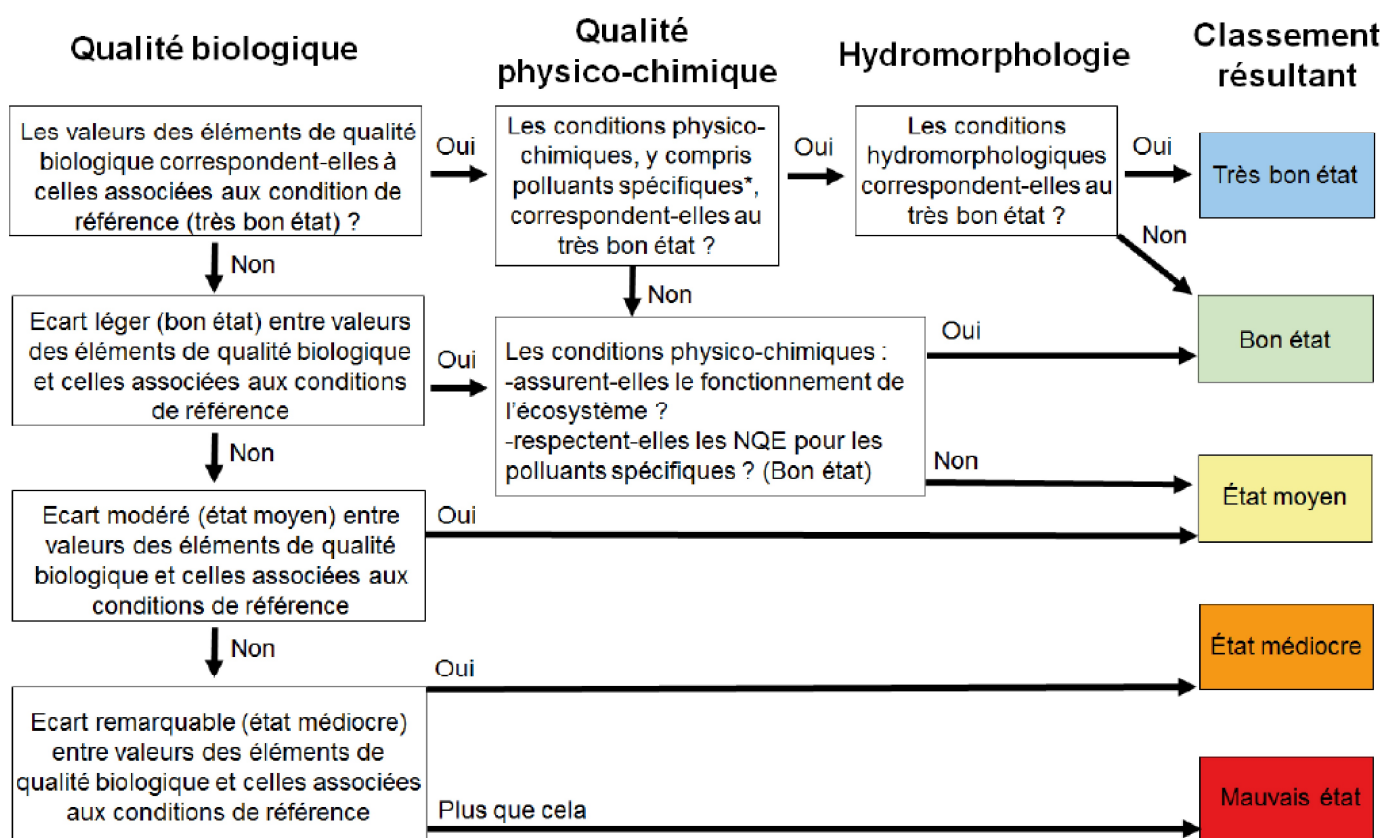 Qualité biologique
Qualité
physico-chimique
Hydromorphologie
Classement
résultant
Les valeurs des éléments de qualité
biologique correspondent-elles à
celles associées aux condition de
référence (très bon état) ?
Oui
Les conditions physico-
chimiques, y compris
polluants spécifiques*,
correspondent-elles au
très bon état ?
Oui
Les conditions
hydromorphologiques
correspondent-elles au
très bon état ?
Oui
Très bon état
Non
Non
Non
Ecart léger (bon état) entre valeurs
des éléments de qualité biologique
et celles associées aux conditions
de référence
Oui
Les conditions physico-chimiques :
-assurent-elles le fonctionnement de
l'écosystème ?
-respectent-elles les NQE pour les
polluants spécifiques ? (Bon état)
Oui
Bon état
Non
Non
État moyen
Ecart modéré (état moyen) entre
valeurs des éléments de qualité
biologique et celles associées aux
conditions de référence
Oui
Non
Oui
État médiocre
Ecart remarquable (état médiocre)
entre valeurs des éléments de
qualité biologique et celles associées
aux conditions de référence
Plus que cela
Mauvais état